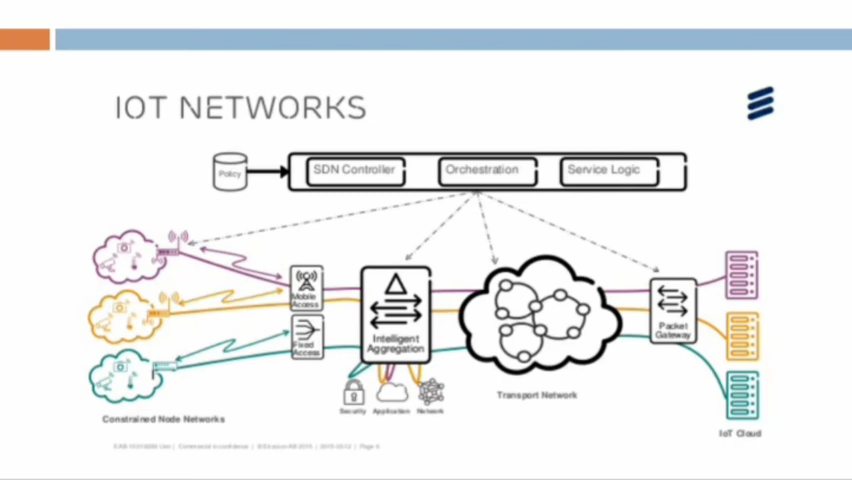 IOT NETWORKS
Policy
SDN Controller
Orchestration
Service Logic
Mobile
Access
Fixed
Access
Intelligent
Aggregation
Packet
Gateway
Security
Application
Network
Transport Network
Constrained Node Networks
IoT Cloud